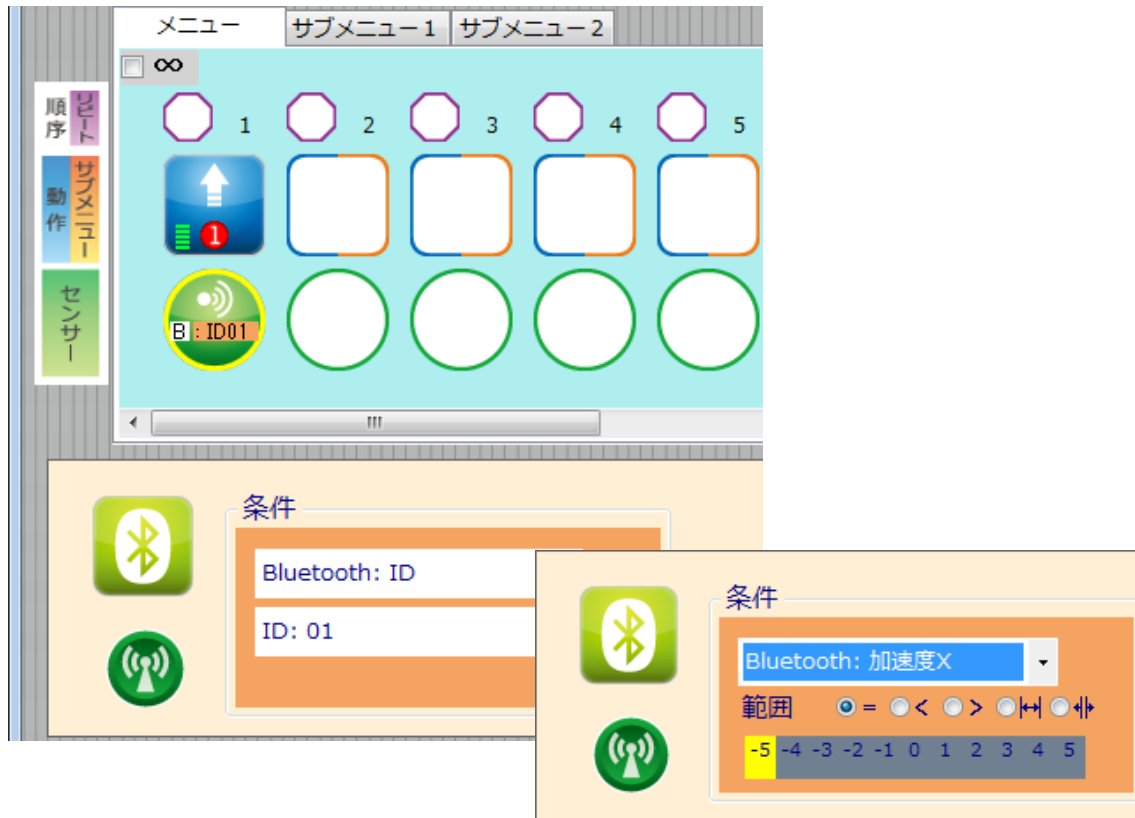 メニュー
サブメニュー1
サブメニュー2
∞
順序
リピート
1
2
3
4
5
動作
サブメニュー
1
センサー
B : ID01
条件
Bluetooth: ID
ID: 01
条件
Bluetooth: 加速度X
範囲 = < >
-5 -4 -3 -2 -1 0 1 2 3 4 5